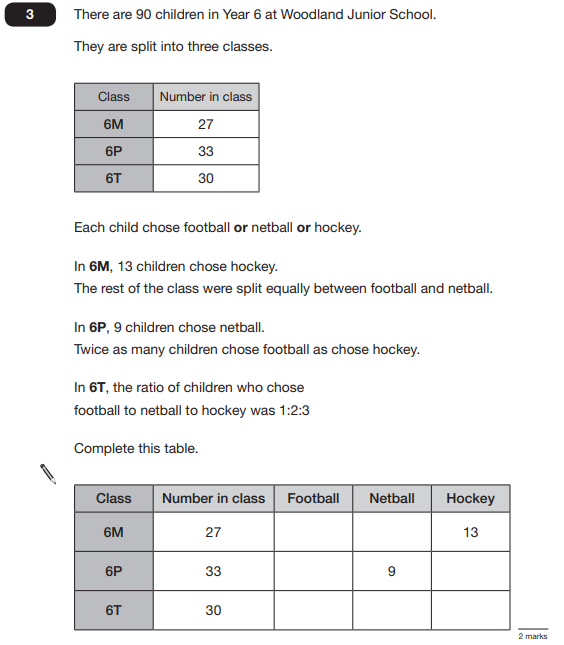 3 There are 90 children in Year 6 at Woodland Junior School.
They are split into three classes.
Class Number in class
6M 27
6P 33
6T 30
Each child chose football or netball or hockey.
In 6M, 13 children chose hockey.
The rest of the class were split equally between football and netball.
In 6P, 9 children chose netball.
Twice as many children chose football as chose hockey.
In 6T, the ratio of children who chose
football to netball to hockey was 1:2:3
Complete this table.
Class Number in class Football Netball Hockey
6M 27 13
6P 33 9
6T 30
2 marks